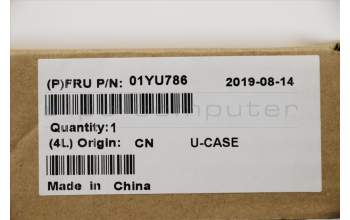 (P)FRU P/N: 01YU786 2019-08-14
Quantity:1
(4L) Origin: CN U-CASE
Made in China